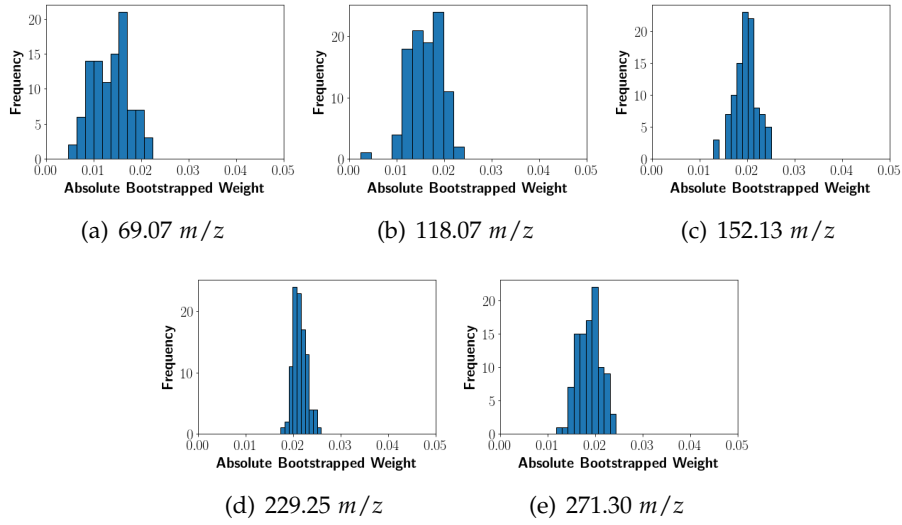 20
15
10
5
0
Frequency
0.00 0.01 0.02 0.03 0.04 0.05
Absolute Bootstrapped Weight
(a) 69.07 m/z
20
10
0
Frequency
0.00 0.01 0.02 0.03 0.04 0.05
Absolute Bootstrapped Weight
(b) 118.07 m/z
20
15
10
5
0
Frequency
0.00 0.01 0.02 0.03 0.04 0.05
Absolute Bootstrapped Weight
(c) 152.13 m/z
20
10
0
Frequency
0.00 0.01 0.02 0.03 0.04 0.05
Absolute Bootstrapped Weight
(d) 229.25 m/z
20
15
10
5
0
Frequency
0.00 0.01 0.02 0.03 0.04 0.05
Absolute Bootstrapped Weight
(e) 271.30 m/z